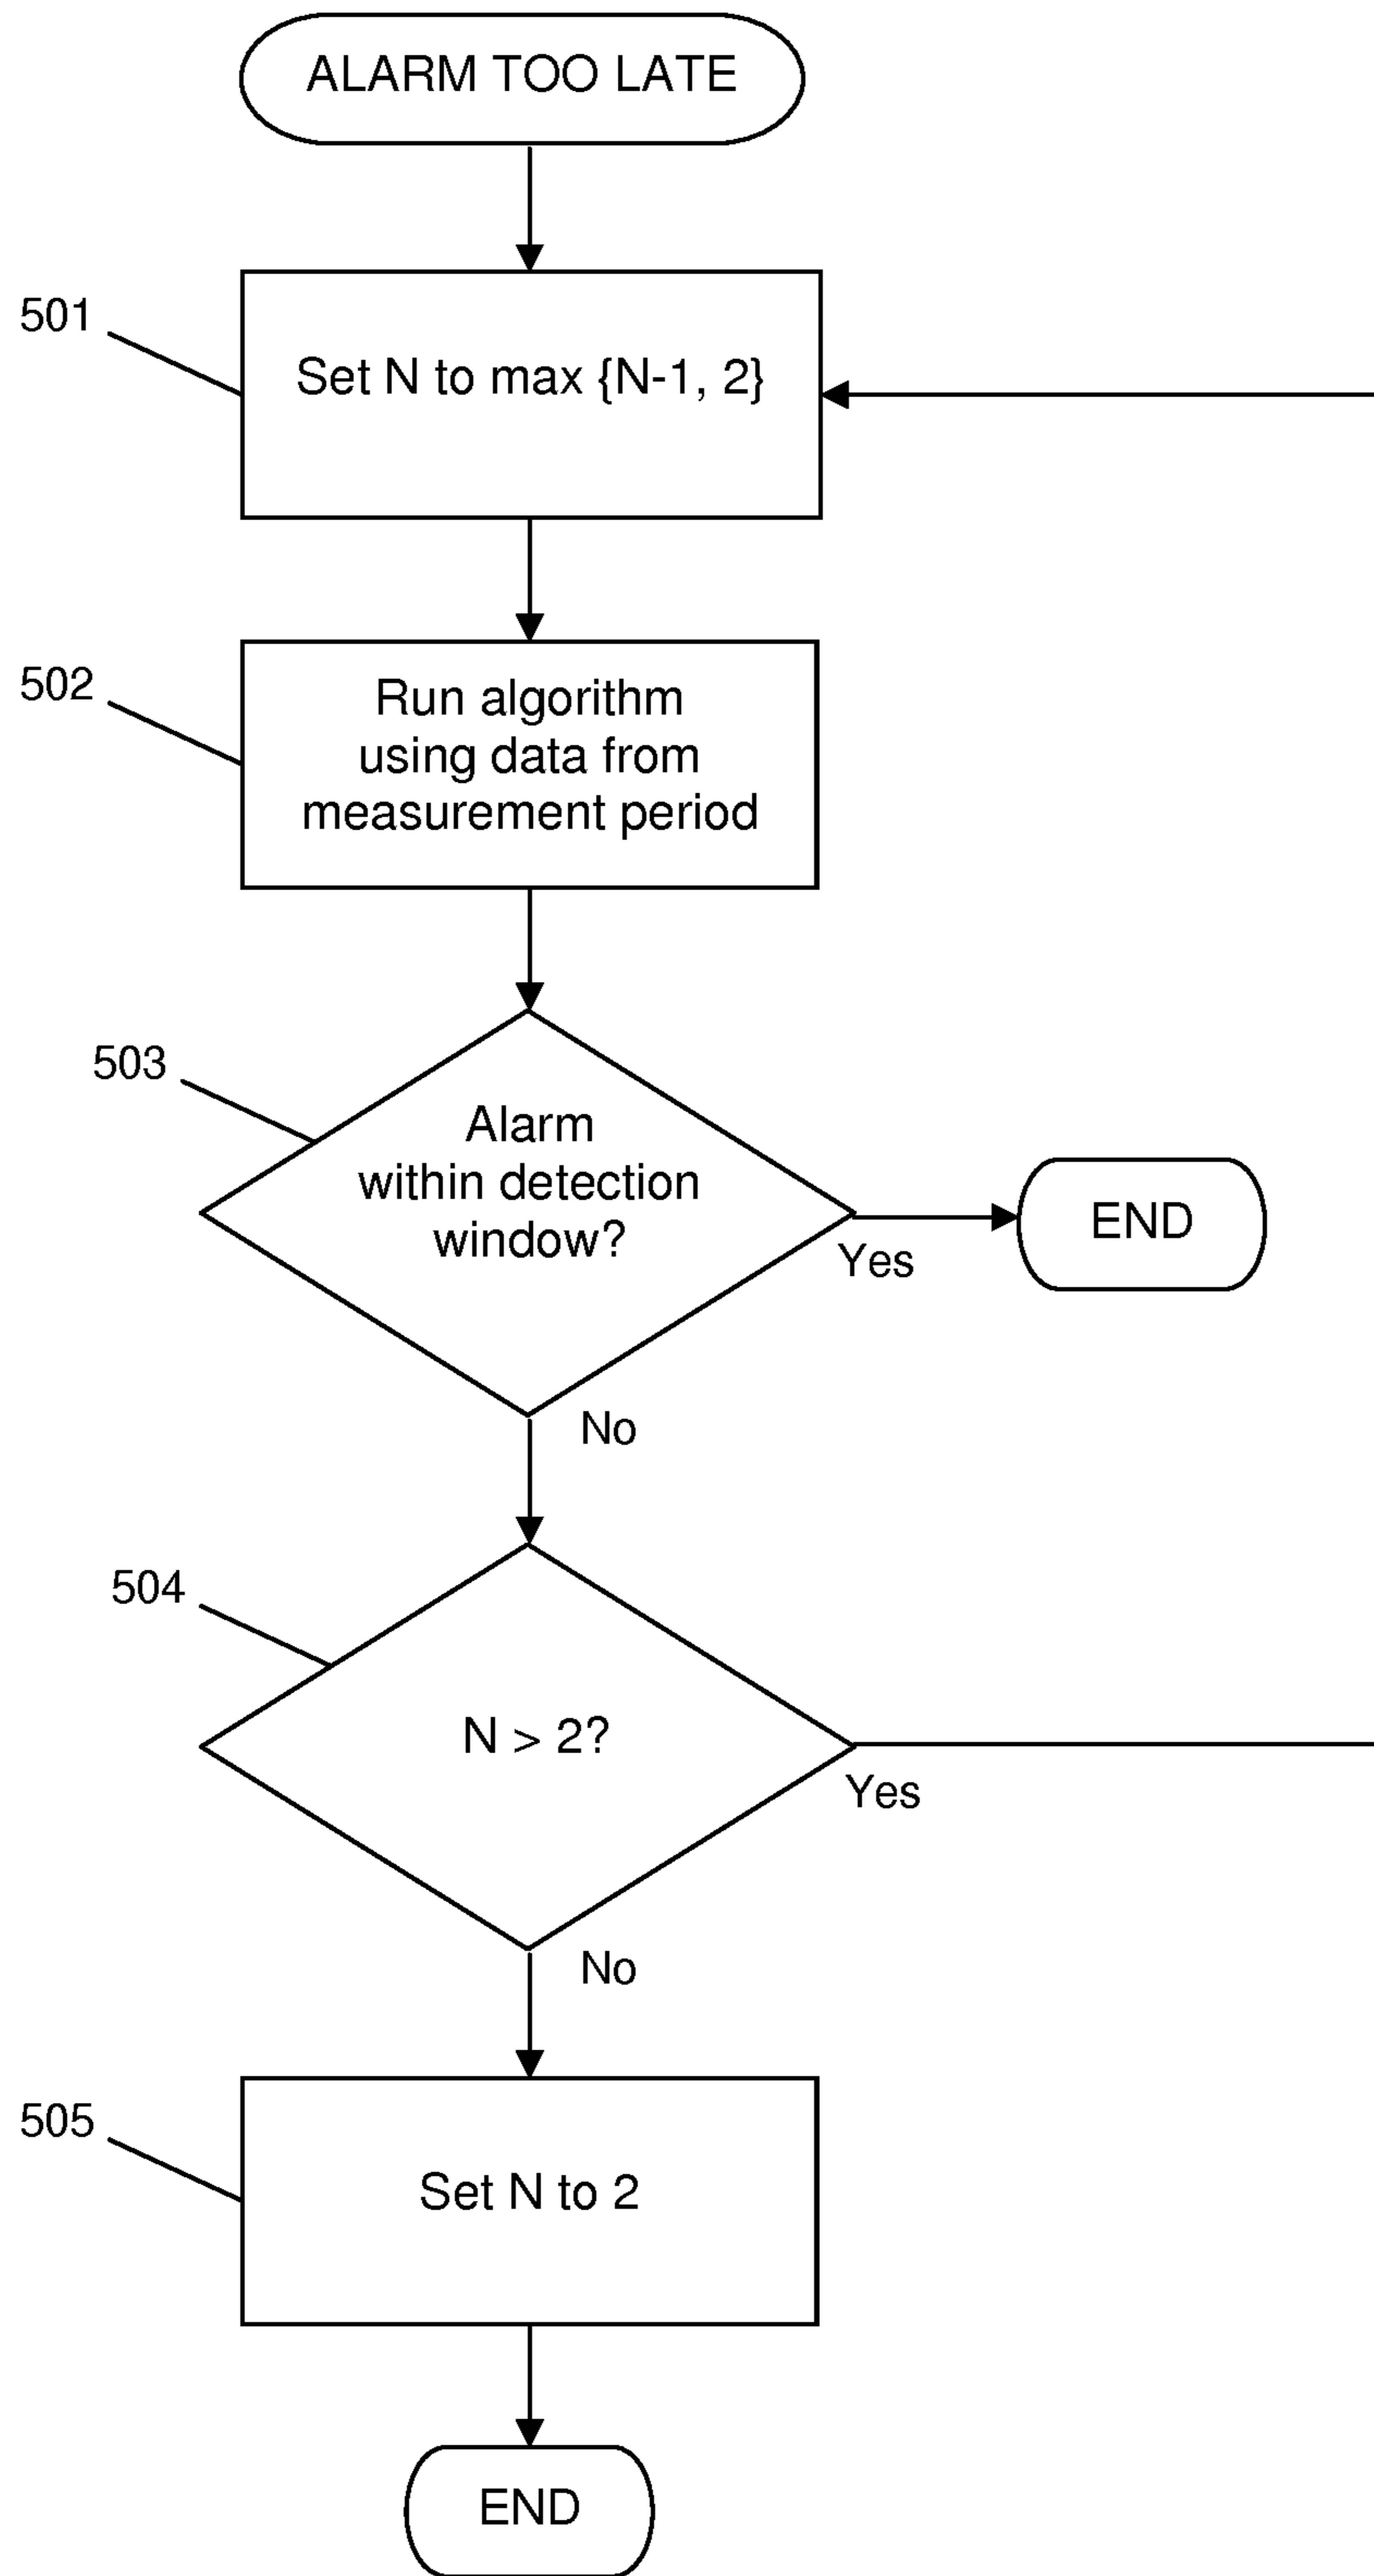 ALARM TOO LATE
501
Set N to max {N-1, 2}
502
Run algorithm
using data from
measurement period
503
Alarm
within detection
window?
Yes
END
No
504
N > 2?
Yes
No
505
Set N to 2
END